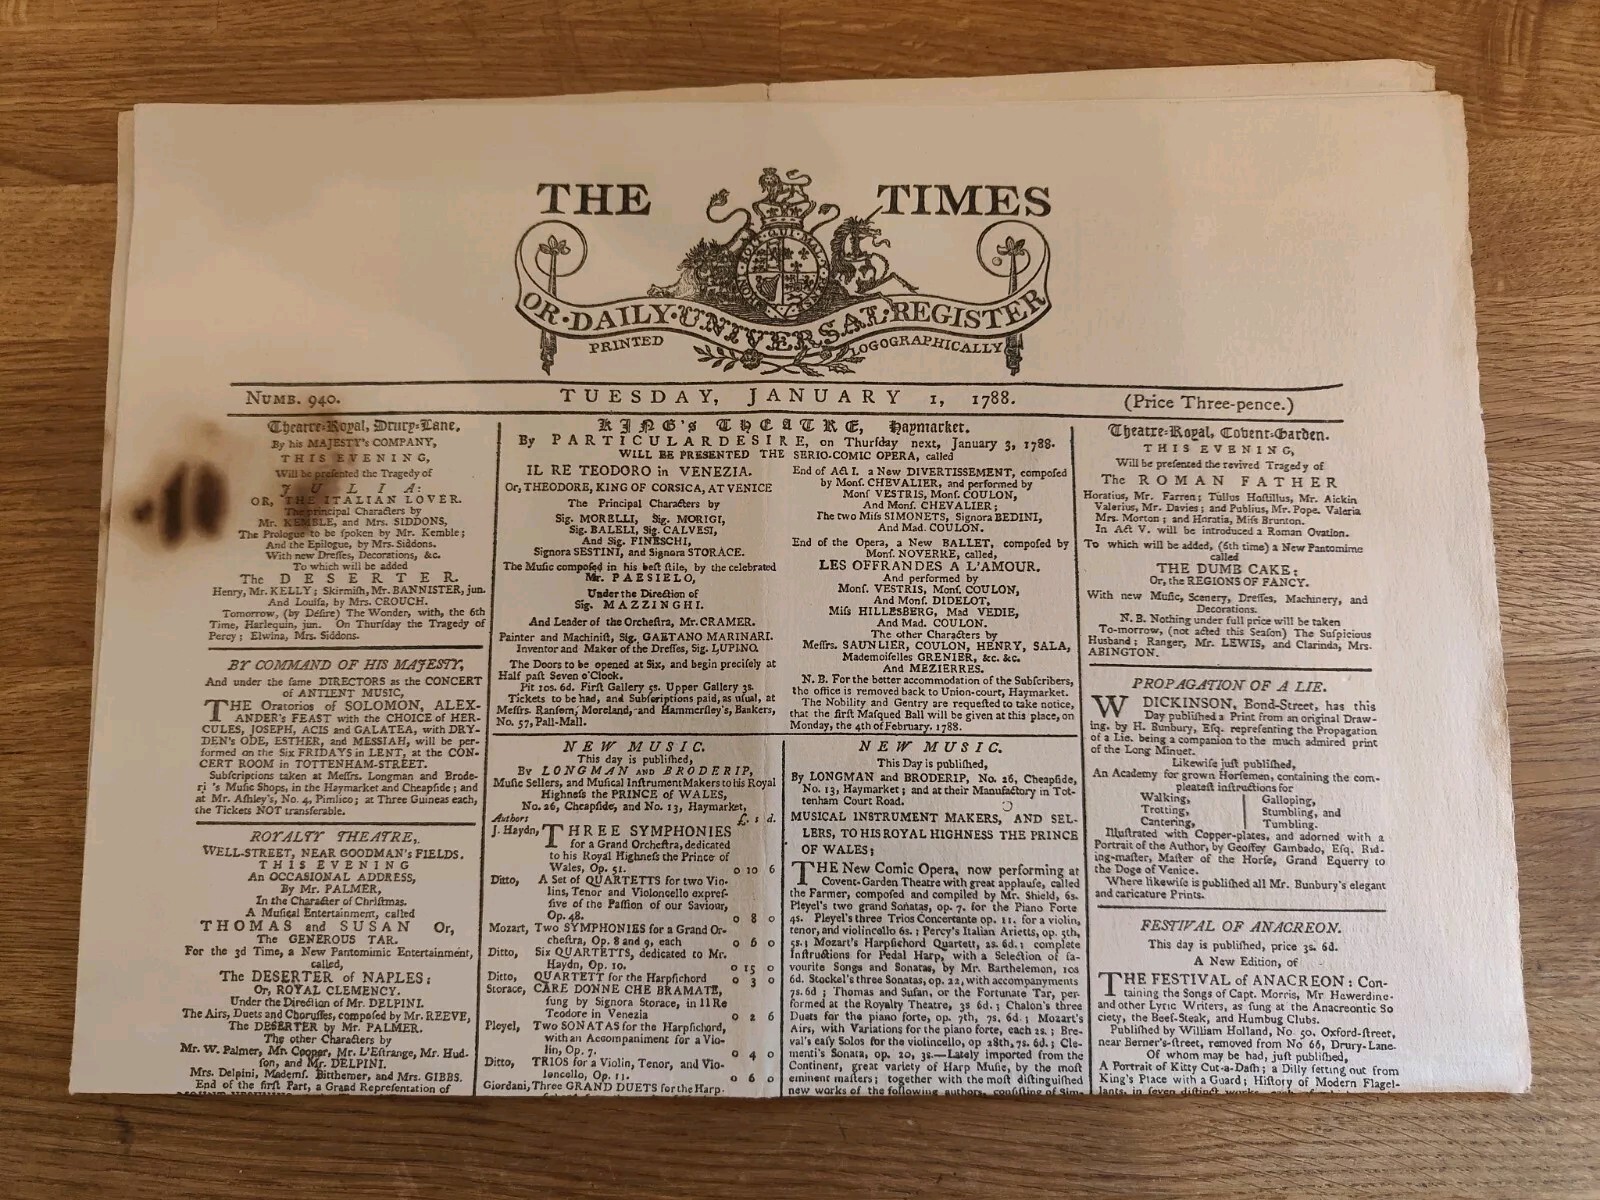 THE TIMES
OR·DAILY·UNIVERSAL·REGISTER
PRINTED LOGOGRAPHICALLY
NUMB. 940.
TUESDAY, JANUARY 1, 1788.
(Price Three-pence.)
Theatre-Royal, Drury-Lane,
By his MAJESTY's COMPANY,
THIS EVENING,
Will be presented the Tragedy of
JULIA:
OR, THE ITALIAN LOVER.
The principal Characters by
Mr. KEMBLE, and Mrs. SIDDONS,
The Prologue to be spoken by Mr. Kemble;
And the Epilogue, by Mrs. Siddons.
With new Dreſſes, Decorations, &c.
To which will be added
The DESERTER.
Henry, Mr. KELLY; Skirmiſh, Mr. BANNISTER, jun.
And Louiſa, by Mrs. CROUCH.
Tomorrow, (by Deſire) The Wonder, with, the 6th
Time, Harlequin, jun. On Thurſday the Tragedy of
Percy; Elwina, Mrs. Siddons.
BY COMMAND OF HIS MAJESTY,
And under the ſame DIRECTORS as the CONCERT
of ANTIENT MUSIC,
THE Oratorios of SOLOMON, ALEX-
ANDER's FEAST with the CHOICE of HER-
CULES, JOSEPH, ACIS and GALATEA, with DRY-
DEN's ODE, ESTHER, and MESSIAH, will be per-
formed on the Six FRIDAYS in LENT, at the CON-
CERT ROOM in TOTTENHAM-STREET.
Subſcriptions taken at Meſſrs. Longman and Brode-
ri 's Muſic Shops, in the Haymarket and Cheapſide; and
at Mr. Aſhley's, No. 4, Pimlico; at Three Guineas each,
the Tickets NOT transferable.
ROYALTY THEATRE,
WELL-STREET, NEAR GOODMAN's FIELDS.
THIS EVENING
An OCCASIONAL ADDRESS,
By Mr. PALMER,
In the Character of Chriſtmas.
A Muſical Entertainment, called
THOMAS and SUSAN Or,
The GENEROUS TAR.
For the 3d Time, a New Pantomimic Entertainment,
called,
The DESERTER of NAPLES;
Or, ROYAL CLEMENCY.
Under the Direction of Mr. DELPINI.
The Airs, Duets and Choruſſes, compoſed by Mr. REEVE,
The DESERTER by Mr. PALMER.
The other Characters by
Mr. W. Palmer, Mr. Cooper, Mr. L'Eſtrange, Mr. Hud-
ſon, and Mr. DELPINI.
Mrs. Delpini, Mademſ. Bithemer, and Mrs. GIBBS.
End of the firſt Part, a Grand Repreſentation of
KING's THEATRE, Haymarket.
By PARTICULAR DESIRE, on Thurſday next, January 3, 1788.
WILL BE PRESENTED THE SERIO-COMIC OPERA, called
IL RE TEODORO in VENEZIA.
Or, THEODORE, KING OF CORSICA, AT VENICE
The Principal Characters by
Sig. MORELLI, Sig. MORIGI,
Sig. BALELI, Sig. CALVESI,
And Sig. FINESCHI,
Signora SESTINI, and Signora STORACE.
The Muſic compoſed in his beſt ſtile, by the celebrated
Mr. PAESIELO,
Under the Direction of
Sig. MAZZINGHI.
And Leader of the Orcheſtra, Mr. CRAMER.
Painter and Machiniſt, Sig. GAETANO MARINARI.
Inventor and Maker of the Dreſſes, Sig. LUPINO.
The Doors to be opened at Six, and begin preciſely at
Half paſt Seven o'Clock.
Pit 10s. 6d. Firſt Gallery 5s. Upper Gallery 3s.
Tickets to be had, and Subſcriptions paid, as uſual, at
Meſſrs. Ranſom, Moreland, and Hammerſley's, Bankers,
No. 57, Pall-Mall.
End of Act I. a New DIVERTISSEMENT, compoſed
by Monſ. CHEVALIER, and performed by
Monſ VESTRIS, Monſ. COULON,
And Monſ. CHEVALIER;
The two Miſs SIMONETS, Signora BEDINI,
And Mad. COULON.
End of the Opera, a New BALLET, compoſed by
Monſ. NOVERRE, called,
LES OFFRANDES A L'AMOUR.
And performed by
Monſ. VESTRIS, Monſ. COULON,
And Monſ. DIDELOT,
Miſs HILLESBERG, Mad VEDIE,
And Mad. COULON.
The other Characters by
Meſſrs. SAUNLIER, COULON, HENRY, SALA,
Mademoiſelles GRENIER, &c. &c.
And MEZIERRES.
N. B. For the better accommodation of the Subſcribers,
the office is removed back to Union-court, Haymarket.
The Nobility and Gentry are requeſted to take notice,
that the firſt Maſqued Ball will be given at this place, on
Monday, the 4th of February. 1788.
NEW MUSIC.
This day is publiſhed,
By LONGMAN AND BRODERIP,
Muſic Sellers, and Muſical Inſtrument Makers to his Royal
Highneſs the PRINCE of WALES,
No. 26, Cheapſide, and No. 13, Haymarket,
Authors £. s d.
J. Haydn, THREE SYMPHONIES
for a Grand Orcheſtra, dedicated
to his Royal Highneſs the Prince of
Wales, Op. 51. 0 10 6
Ditto, A Set of QUARTETTS for two Vio-
lins, Tenor and Violoncello expreſ-
ſive of the Paſſion of our Saviour,
Op. 48. 0 8 0
Mozart, Two SYMPHONIES for a Grand Or-
cheſtra, Op. 8 and 9, each 0 6 0
Ditto, Six QUARTETTS, dedicated to Mr.
Haydn, Op. 10. 0 15 0
Ditto, QUARTETT for the Harpſichord 0 3 0
Storace, CARE DONNE CHE BRAMATE,
ſung by Signora Storace, in Il Re
Teodore in Venezia 0 2 6
Pleyel, Two SONATAS for the Harpſichord,
with an Accompaniment for a Vio-
lin, Op. 7. 0 4 0
Ditto, TRIOS for a Violin, Tenor, and Vio-
loncello, Op. 11. 0 6 0
Giordani, Three GRAND DUETS for the Harp-
NEW MUSIC.
This Day is publiſhed,
By LONGMAN and BRODERIP, No. 26, Cheapſide,
No. 13, Haymarket; and at their Manufactory in Tot-
tenham Court Road.
MUSICAL INSTRUMENT MAKERS, AND SEL-
LERS, TO HIS ROYAL HIGHNESS THE PRINCE
OF WALES;
THE New Comic Opera, now performing at
Covent-Garden Theatre with great applauſe, called
the Farmer, compoſed and compiled by Mr. Shield, 6s.
Pleyel's two grand Sonatas, op. 7. for the Piano Forte
4s. Pleyel's three Trios Concertante op. 11. for a violin,
tenor, and violincello 6s.; Percy's Italian Arietts, op. 5th,
5s.; Mozart's Harpſichord Quartett, 2s. 6d.; complete
Inſtructions for Pedal Harp, with a Selection of fa-
vourite Songs and Sonatas, by Mr. Barthelemon, 10s
6d. Stockel's three Sonatas, op. 22, with accompanyments
7s. 6d; Thomas and Suſan, or the Fortunate Tar, per-
formed at the Royalty Theatre, 3s 6d.; Chalon's three
Duets for the piano forte, op. 7th, 7s. 6d; Mozart's
Airs, with Variations for the piano forte, each 2s.; Bre-
val's eaſy Solos for the violincello, op 28th, 7s. 6d.; Cle-
menti's Sonata, op. 20, 3s.—Lately imported from the
Continent, great variety of Harp Muſic, by the moſt
eminent maſters; together with the moſt diſtinguiſhed
new works of the following authors, conſiſting of Sim-
Theatre-Royal, Covent-Garden.
THIS EVENING,
Will be preſented the revived Tragedy of
The ROMAN FATHER
Horatius, Mr. Farren; Tullus Hoſtilius, Mr. Aickin
Valerius, Mr. Davies; and Publius, Mr. Pope. Valeria
Mrs. Morton; and Horatia, Miſs Brunton.
In Act V. will be introduced a Roman Ovation.
To which will be added, (6th time) a New Pantomime
called
THE DUMB CAKE;
Or, the REGIONS OF FANCY.
With new Muſic, Scenery, Dreſſes, Machinery, and
Decorations.
N. B. Nothing under full price will be taken
To-morrow, (not acted this Seaſon) The Suſpicious
Huſband; Ranger, Mr. LEWIS, and Clarinda, Mrs.
ABINGTON.
PROPAGATION OF A LIE.
W DICKINSON, Bond-Street, has this
Day publiſhed a Print from an original Draw-
ing, by H. Bunbury, Eſq. repreſenting the Propagation
of a Lie. being a companion to the much admired print
of the Long Minuet.
Likewiſe juſt publiſhed,
An Academy for grown Horſemen, containing the com-
pleateſt inſtructions for
Walking, Galloping,
Trotting, Stumbling, and
Cantering, Tumbling.
Illuſtrated with Copper-plates, and adorned with a
Portrait of the Author, by Geoffey Gambado, Eſq. Rid-
ing-maſter, Maſter of the Horſe, Grand Equerry to
the Doge of Venice.
Where likewiſe is publiſhed all Mr. Bunbury's elegant
and caricature Prints.
FESTIVAL OF ANACREON.
This day is publiſhed, price 3s. 6d.
A New Edition, of
THE FESTIVAL of ANACREON: Con-
taining the Songs of Capt. Morris, Mr Hewerdine-
and other Lyric Writers, as ſung at the Anacreontic So
ciety, the Beef-Steak, and Humbug Clubs.
Publiſhed by William Holland, No. 50, Oxford-ſtreet,
near Berner's-ſtreet, removed from No 66, Drury-Lane.
Of whom may be had, juſt publiſhed,
A Portrait of Kitty Cut-a-Daſh; a Dilly ſetting out from
King's Place with a Guard; Hiſtory of Modern Flagel-